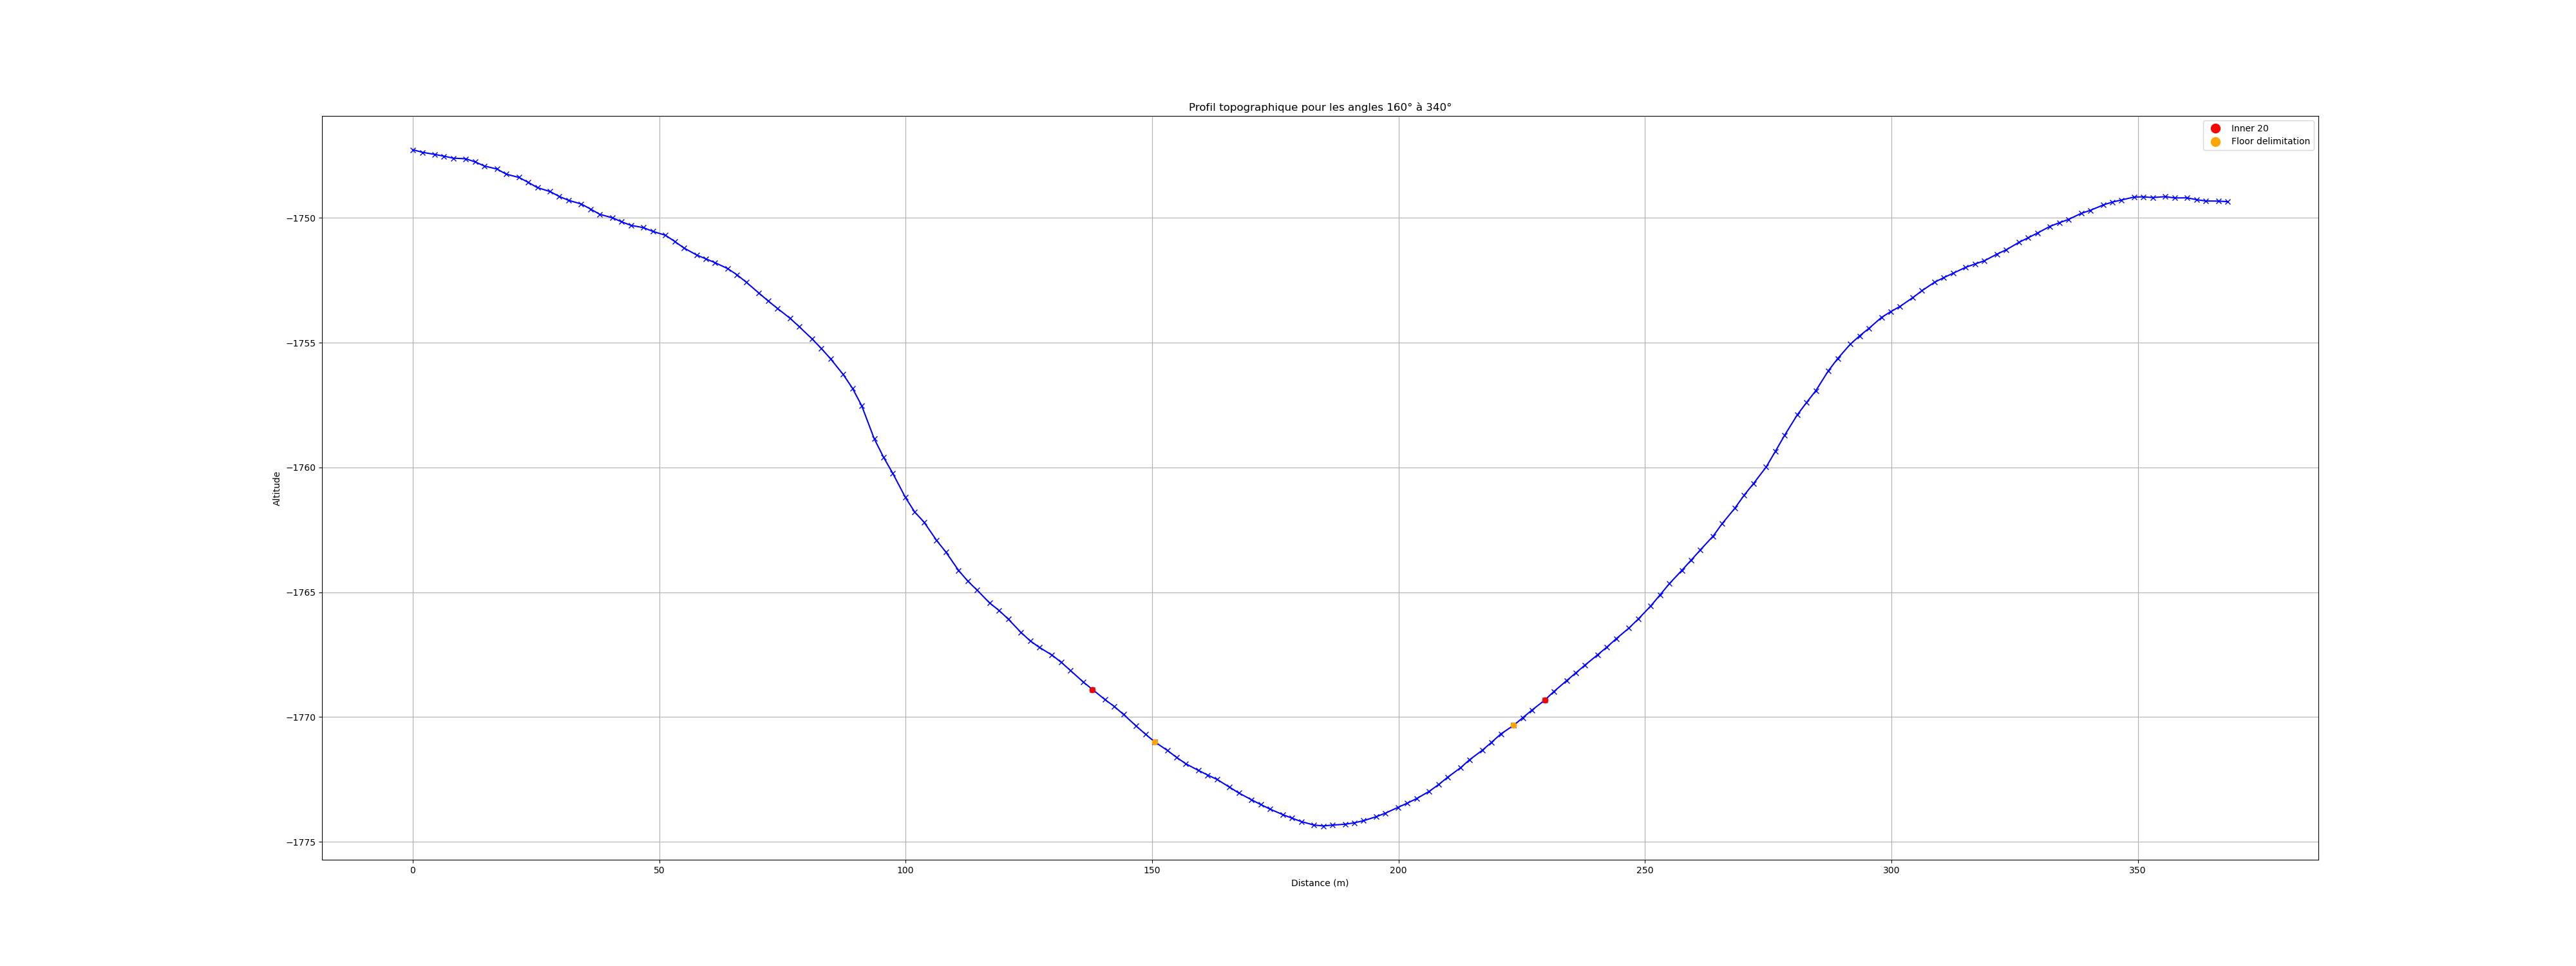 Profil topographique pour les angles 160° à 340°
Inner 20
Floor delimitation
Altitude
−1750
−1755
−1760
−1765
−1770
−1775
0
50
100
150
200
250
300
350
Distance (m)